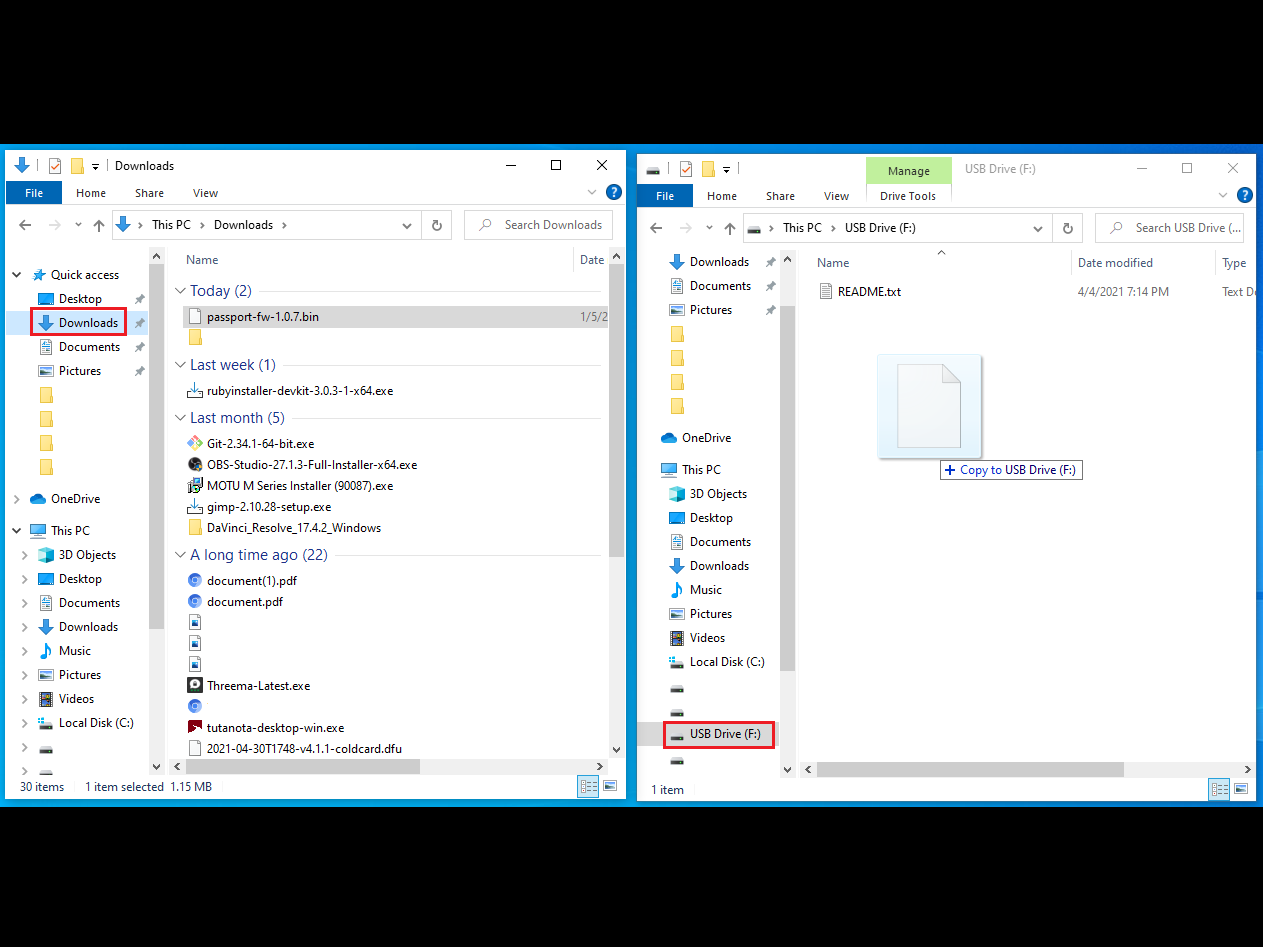 Downloads
File Home Share View
This PC Downloads
Search Downloads
Quick access
Desktop
Downloads
Documents
Pictures
OneDrive
This PC
3D Objects
Desktop
Documents
Downloads
Music
Pictures
Videos
Local Disk (C:)
Name Date
Today (2)
passport-fw-1.0.7.bin 1/5/2
Last week (1)
rubyinstaller-devkit-3.0.3-1-x64.exe
Last month (5)
Git-2.34.1-64-bit.exe
OBS-Studio-27.1.3-Full-Installer-x64.exe
MOTU M Series Installer (90087).exe
gimp-2.10.28-setup.exe
DaVinci_Resolve_17.4.2_Windows
A long time ago (22)
document(1).pdf
document.pdf
Threema-Latest.exe
tutanota-desktop-win.exe
2021-04-30T1748-v4.1.1-coldcard.dfu
30 items 1 item selected 1.15 MB
Manage USB Drive (F:)
File Home Share View Drive Tools
This PC USB Drive (F:)
Search USB Drive (...
Downloads
Documents
Pictures
OneDrive
This PC
3D Objects
Desktop
Documents
Downloads
Music
Pictures
Videos
Local Disk (C:)
USB Drive (F:)
Name Date modified Type
README.txt 4/4/2021 7:14 PM Text Do
+ Copy to USB Drive (F:)
1 item